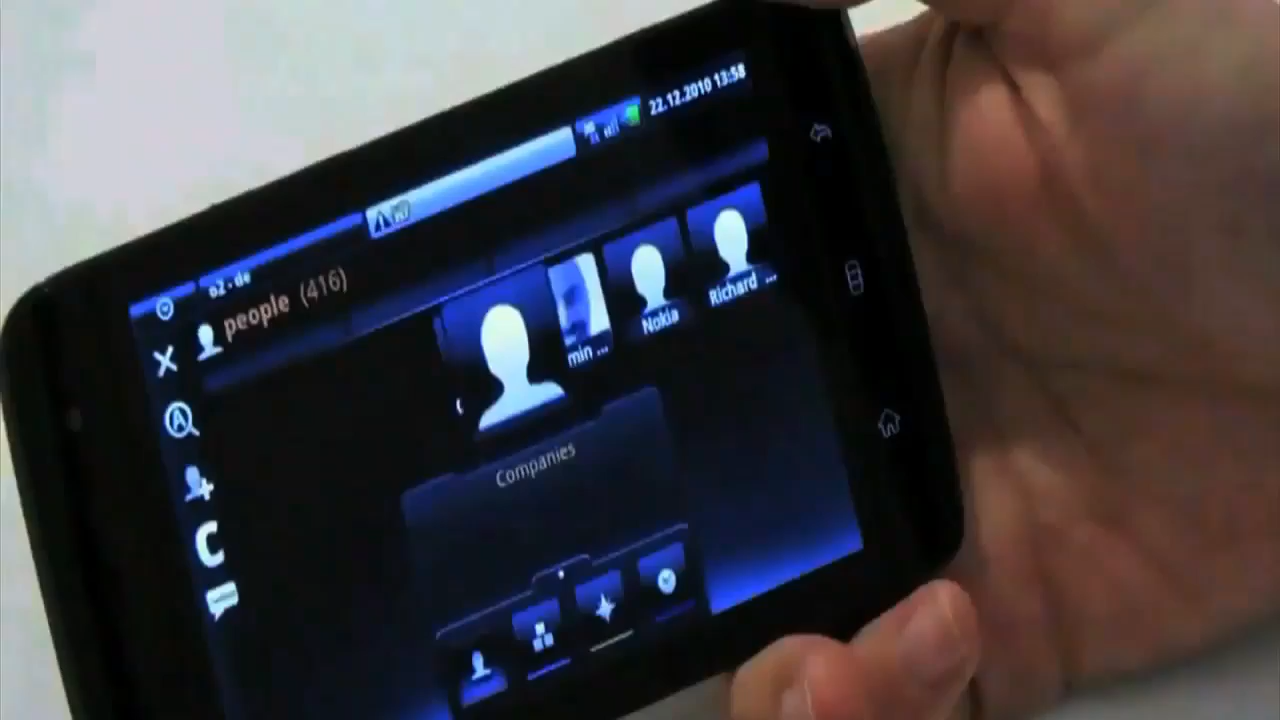 22.12.2010 13:58
o2 - de
people (416)
min ...
Nokia
Richard ...
Companies